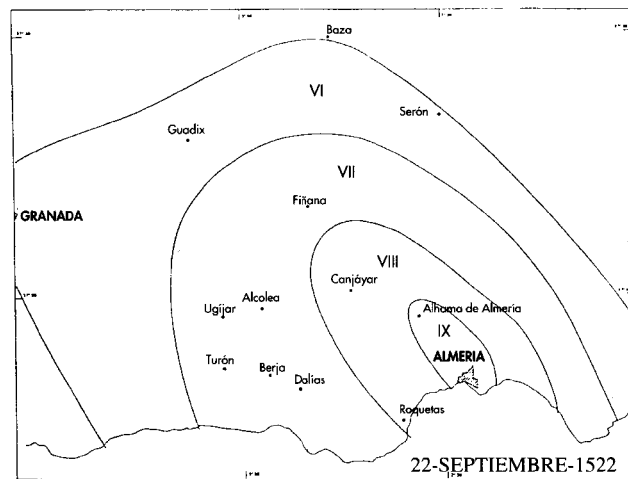 Baza
VI
Serón
Guadix
VII
Fiñana
GRANADA
VIII
Canjáyar
Alcolea
Ugíjar
Alhama de Almeria
IX
ALMERIA
Turón
Berja
Dalías
Roquetas
22-SEPTIEMBRE-1522